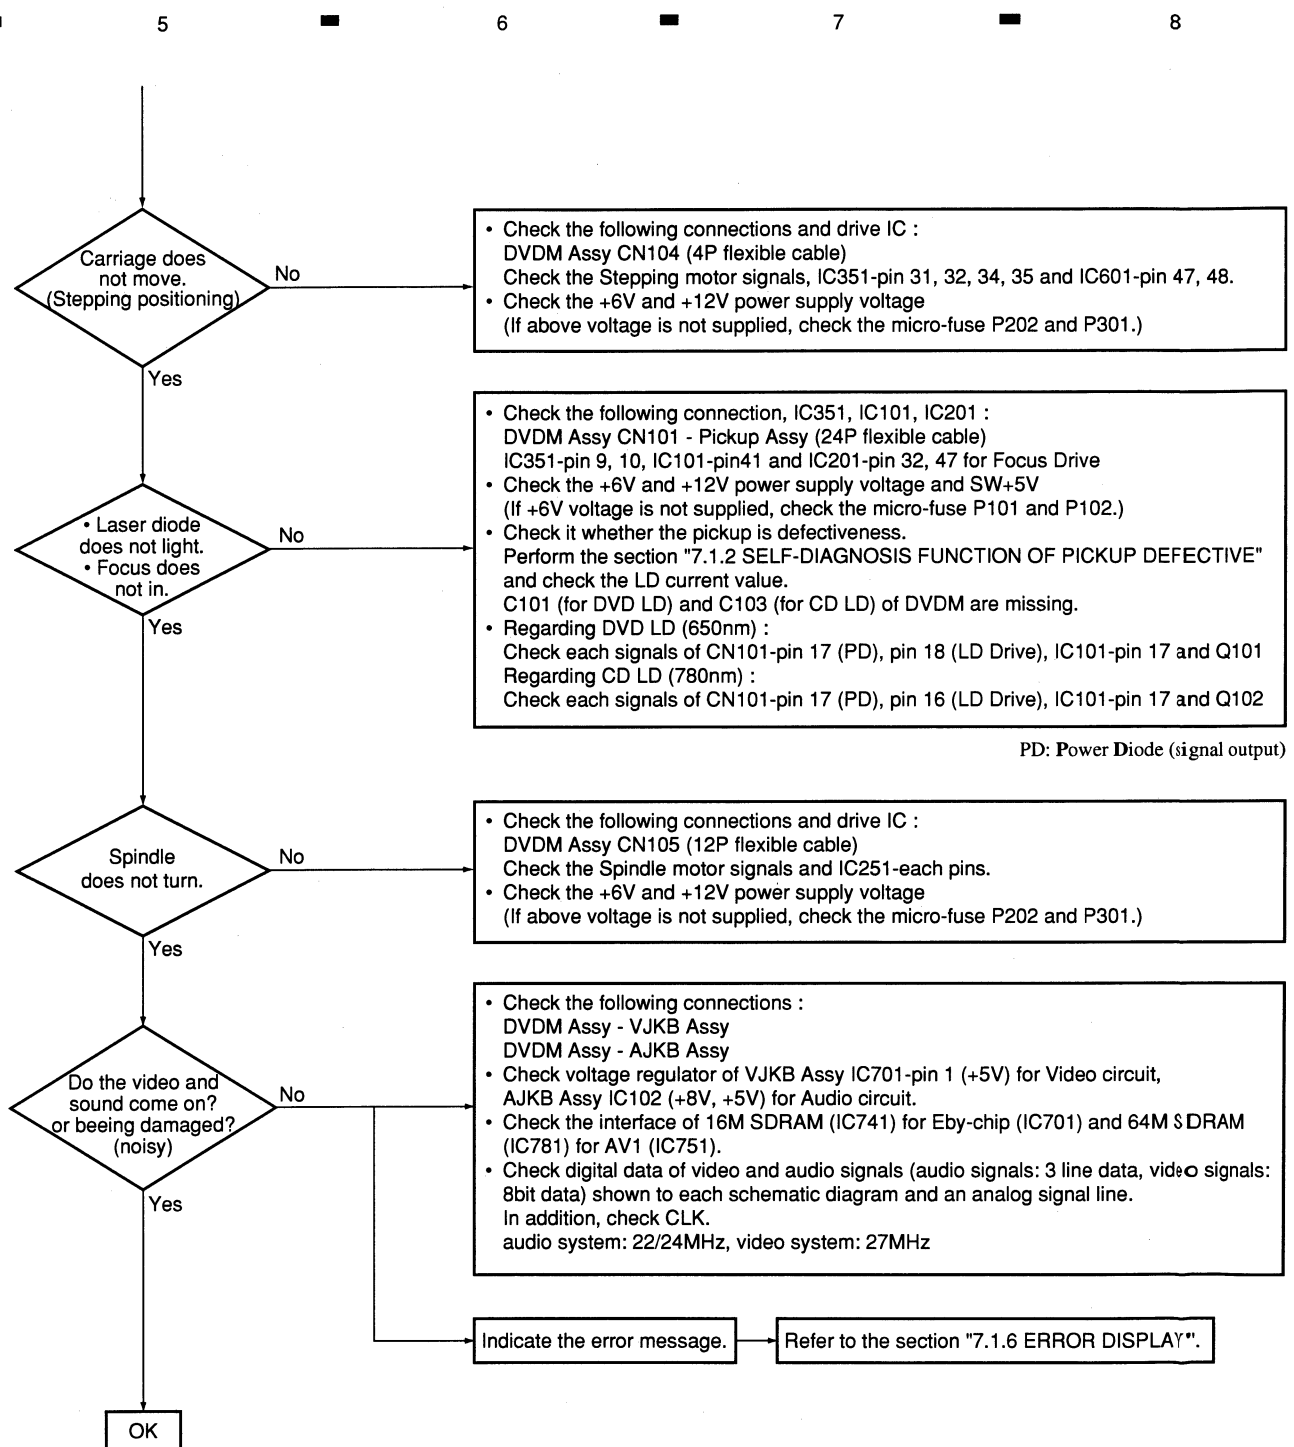 5 6 7 8
Carriage does
not move.
(Stepping positioning)
No
Yes
• Check the following connections and drive IC :
DVDM Assy CN104 (4P flexible cable)
Check the Stepping motor signals, IC351-pin 31, 32, 34, 35 and IC601-pin 47, 48.
• Check the +6V and +12V power supply voltage
(If above voltage is not supplied, check the micro-fuse P202 and P301.)
• Laser diode
does not light.
• Focus does
not in.
No
Yes
• Check the following connection, IC351, IC101, IC201 :
DVDM Assy CN101 - Pickup Assy (24P flexible cable)
IC351-pin 9, 10, IC101-pin41 and IC201-pin 32, 47 for Focus Drive
• Check the +6V and +12V power supply voltage and SW+5V
(If +6V voltage is not supplied, check the micro-fuse P101 and P102.)
• Check it whether the pickup is defectiveness.
Perform the section "7.1.2 SELF-DIAGNOSIS FUNCTION OF PICKUP DEFECTIVE"
and check the LD current value.
C101 (for DVD LD) and C103 (for CD LD) of DVDM are missing.
• Regarding DVD LD (650nm) :
Check each signals of CN101-pin 17 (PD), pin 18 (LD Drive), IC101-pin 17 and Q101
Regarding CD LD (780nm) :
Check each signals of CN101-pin 17 (PD), pin 16 (LD Drive), IC101-pin 17 and Q102
PD: Power Diode (signal output)
Spindle
does not turn.
No
Yes
• Check the following connections and drive IC :
DVDM Assy CN105 (12P flexible cable)
Check the Spindle motor signals and IC251-each pins.
• Check the +6V and +12V power supply voltage
(If above voltage is not supplied, check the micro-fuse P202 and P301.)
Do the video and
sound come on?
or beeing damaged?
(noisy)
No
Yes
• Check the following connections :
DVDM Assy - VJKB Assy
DVDM Assy - AJKB Assy
• Check voltage regulator of VJKB Assy IC701-pin 1 (+5V) for Video circuit,
AJKB Assy IC102 (+8V, +5V) for Audio circuit.
• Check the interface of 16M SDRAM (IC741) for Eby-chip (IC701) and 64M SDRAM
(IC781) for AV1 (IC751).
• Check digital data of video and audio signals (audio signals: 3 line data, video signals:
8bit data) shown to each schematic diagram and an analog signal line.
In addition, check CLK.
audio system: 22/24MHz, video system: 27MHz
Indicate the error message.
Refer to the section "7.1.6 ERROR DISPLAY".
OK